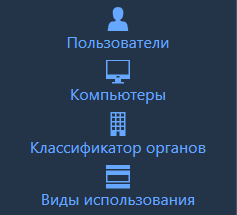 Пользователи
Компьютеры
Классификатор органов
Виды использования